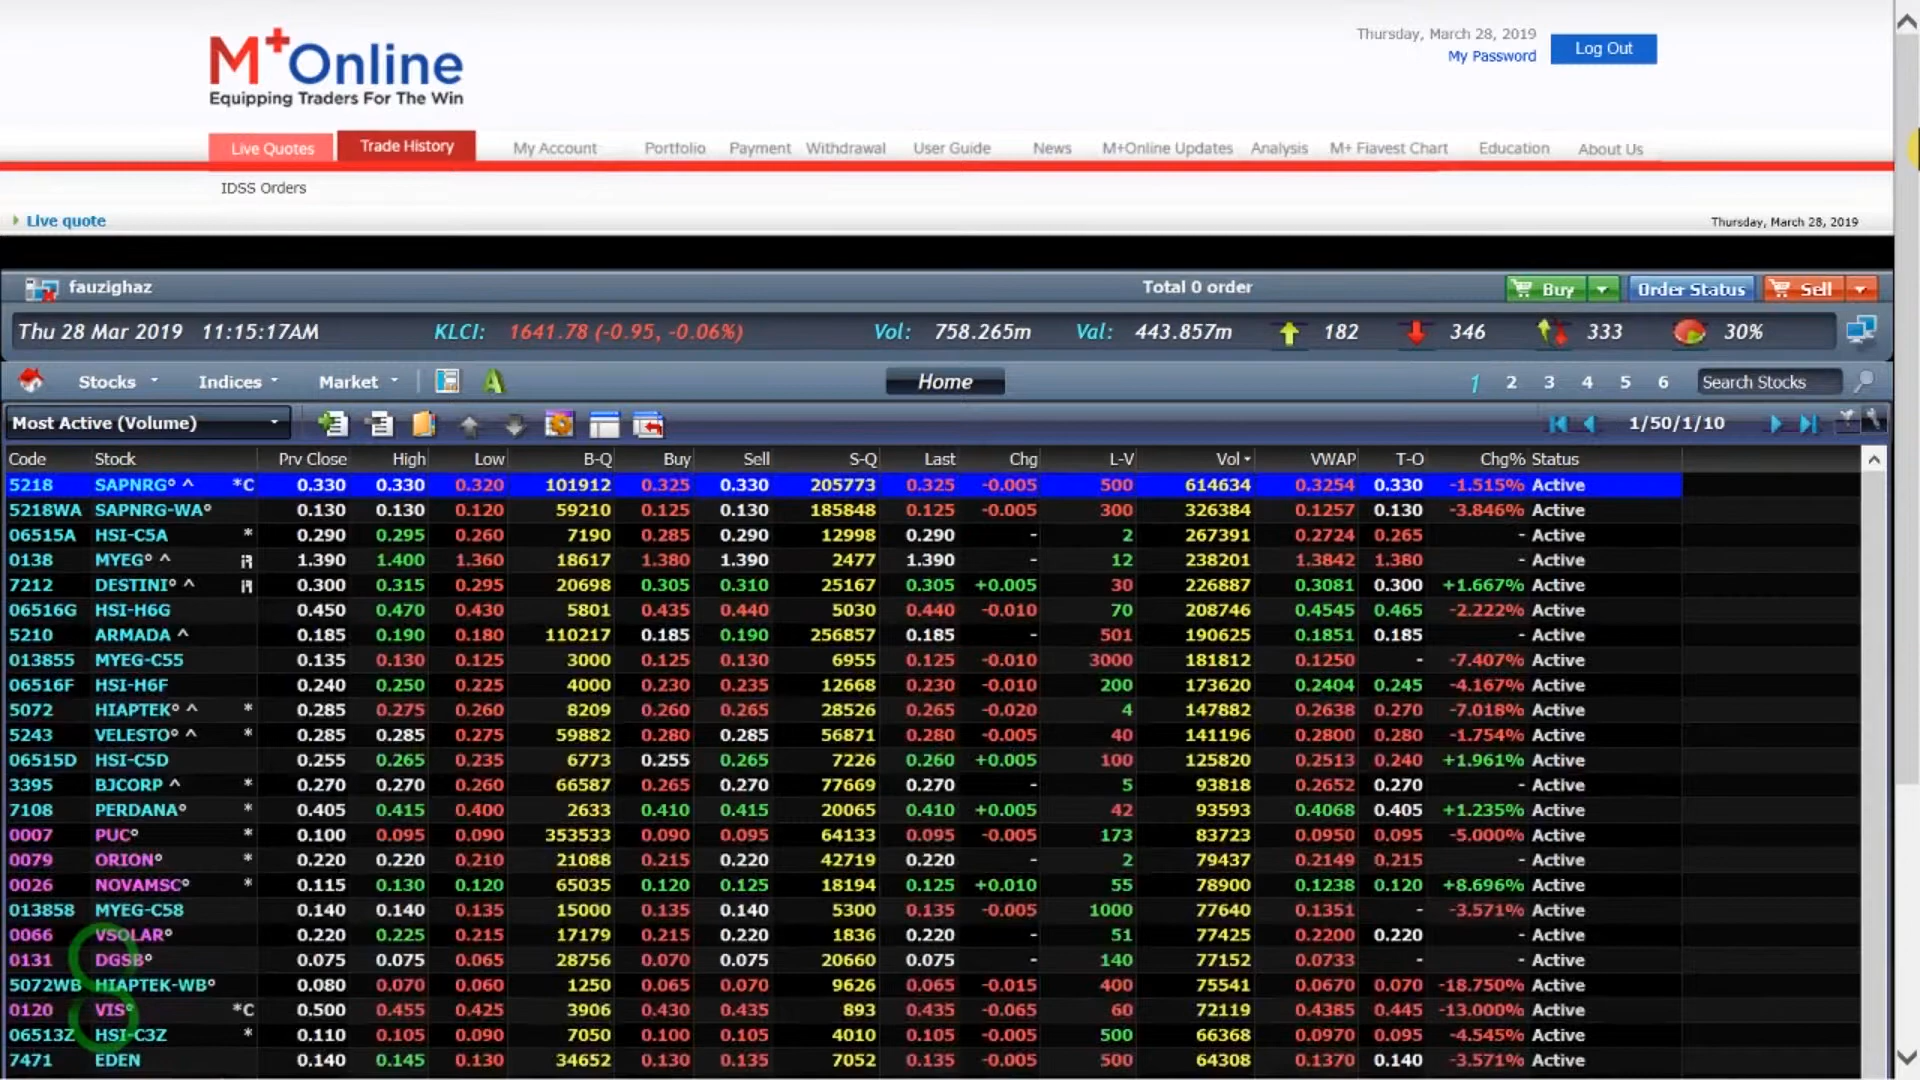 M+Online
Equipping Traders For The Win
Thursday, March 28, 2019
My Password
Log Out
Live Quotes Trade History My Account Portfolio Payment Withdrawal User Guide News M+Online Updates Analysis M+ Fiavest Chart Education About Us
IDSS Orders
Live quote
Thursday, March 28, 2019
fauzighaz Total 0 order Buy Order Status Sell
Thu 28 Mar 2019 11:15:17AM KLCI: 1641.78 (-0.95, -0.06%) Vol: 758.265m Val: 443.857m 182 346 333 30%
Stocks Indices Market Home 1 2 3 4 5 6 Search Stocks
Most Active (Volume) 1/50/1/10
Code Stock Prv Close High Low B-Q Buy Sell S-Q Last Chg L-V Vol VWAP T-O Chg% Status
5218 SAPNRG° ^ *C 0.330 0.330 0.320 101912 0.325 0.330 205773 0.325 -0.005 500 614634 0.3254 0.330 -1.515% Active
5218WA SAPNRG-WA° 0.130 0.130 0.120 59210 0.125 0.130 185848 0.125 -0.005 300 326384 0.1257 0.130 -3.846% Active
06515A HSI-C5A * 0.290 0.295 0.260 7190 0.285 0.290 12998 0.290 - 2 267391 0.2724 0.265 - Active
0138 MYEG° ^ 1.390 1.400 1.360 18617 1.380 1.390 2477 1.390 - 12 238201 1.3842 1.380 - Active
7212 DESTINI° ^ 0.300 0.315 0.295 20698 0.305 0.310 25167 0.305 +0.005 30 226887 0.3081 0.300 +1.667% Active
06516G HSI-H6G 0.450 0.470 0.430 5801 0.435 0.440 5030 0.440 -0.010 70 208746 0.4545 0.465 -2.222% Active
5210 ARMADA ^ 0.185 0.190 0.180 110217 0.185 0.190 256857 0.185 - 501 190625 0.1851 0.185 - Active
013855 MYEG-C55 0.135 0.130 0.125 3000 0.125 0.130 6955 0.125 -0.010 3000 181812 0.1250 - -7.407% Active
06516F HSI-H6F 0.240 0.250 0.225 4000 0.230 0.235 12668 0.230 -0.010 200 173620 0.2404 0.245 -4.167% Active
5072 HIAPTEK° ^ * 0.285 0.275 0.260 8209 0.260 0.265 28526 0.265 -0.020 4 147882 0.2638 0.270 -7.018% Active
5243 VELESTO° ^ * 0.285 0.285 0.275 59882 0.280 0.285 56871 0.280 -0.005 40 141196 0.2800 0.280 -1.754% Active
06515D HSI-C5D 0.255 0.265 0.235 6773 0.255 0.265 7226 0.260 +0.005 100 125820 0.2513 0.240 +1.961% Active
3395 BJCORP ^ * 0.270 0.270 0.260 66587 0.265 0.270 77669 0.270 - 5 93818 0.2652 0.270 - Active
7108 PERDANA° * 0.405 0.415 0.400 2633 0.410 0.415 20065 0.410 +0.005 42 93593 0.4068 0.405 +1.235% Active
0007 PUC° * 0.100 0.095 0.090 353533 0.090 0.095 64133 0.095 -0.005 173 83723 0.0950 0.095 -5.000% Active
0079 ORION° * 0.220 0.220 0.210 21088 0.215 0.220 42719 0.220 - 2 79437 0.2149 0.215 - Active
0026 NOVAMSC° * 0.115 0.130 0.120 65035 0.120 0.125 18194 0.125 +0.010 55 78900 0.1238 0.120 +8.696% Active
013858 MYEG-C58 0.140 0.140 0.135 15000 0.135 0.140 5300 0.135 -0.005 1000 77640 0.1351 - -3.571% Active
0066 VSOLAR° 0.220 0.225 0.215 17179 0.215 0.220 1836 0.220 - 51 77425 0.2200 0.220 - Active
0131 DGSB° 0.075 0.075 0.065 28756 0.070 0.075 20660 0.075 - 140 77152 0.0733 - - Active
5072WB HIAPTEK-WB° 0.080 0.070 0.060 1250 0.065 0.070 9626 0.065 -0.015 400 75541 0.0670 0.070 -18.750% Active
0120 VIS° *C 0.500 0.455 0.425 3906 0.430 0.435 893 0.435 -0.065 60 72119 0.4385 0.445 -13.000% Active
06513Z HSI-C3Z * 0.110 0.105 0.090 7050 0.100 0.105 4010 0.105 -0.005 500 66368 0.0970 0.095 -4.545% Active
7471 EDEN 0.140 0.145 0.130 34652 0.130 0.135 7052 0.135 -0.005 500 64308 0.1370 0.140 -3.571% Active